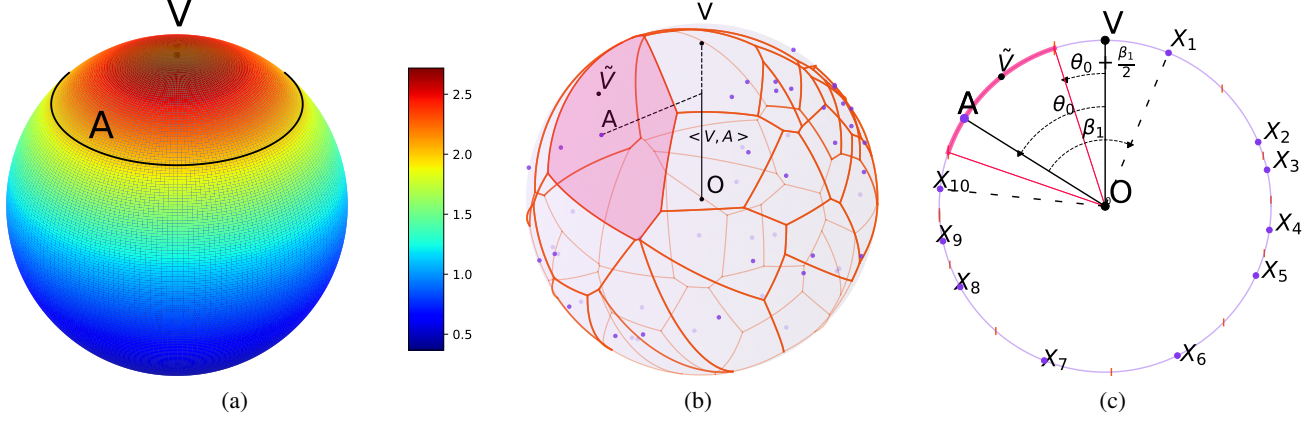 V
A
2.5
2.0
1.5
1.0
0.5
(a)
V
Ṽ
A
< V, A >
O
(b)
V
X1
Ṽ
θ0 + β1/2
A
θ0
β1
X2
X3
X10
O
X4
X9
X5
X8
X7
X6
(c)